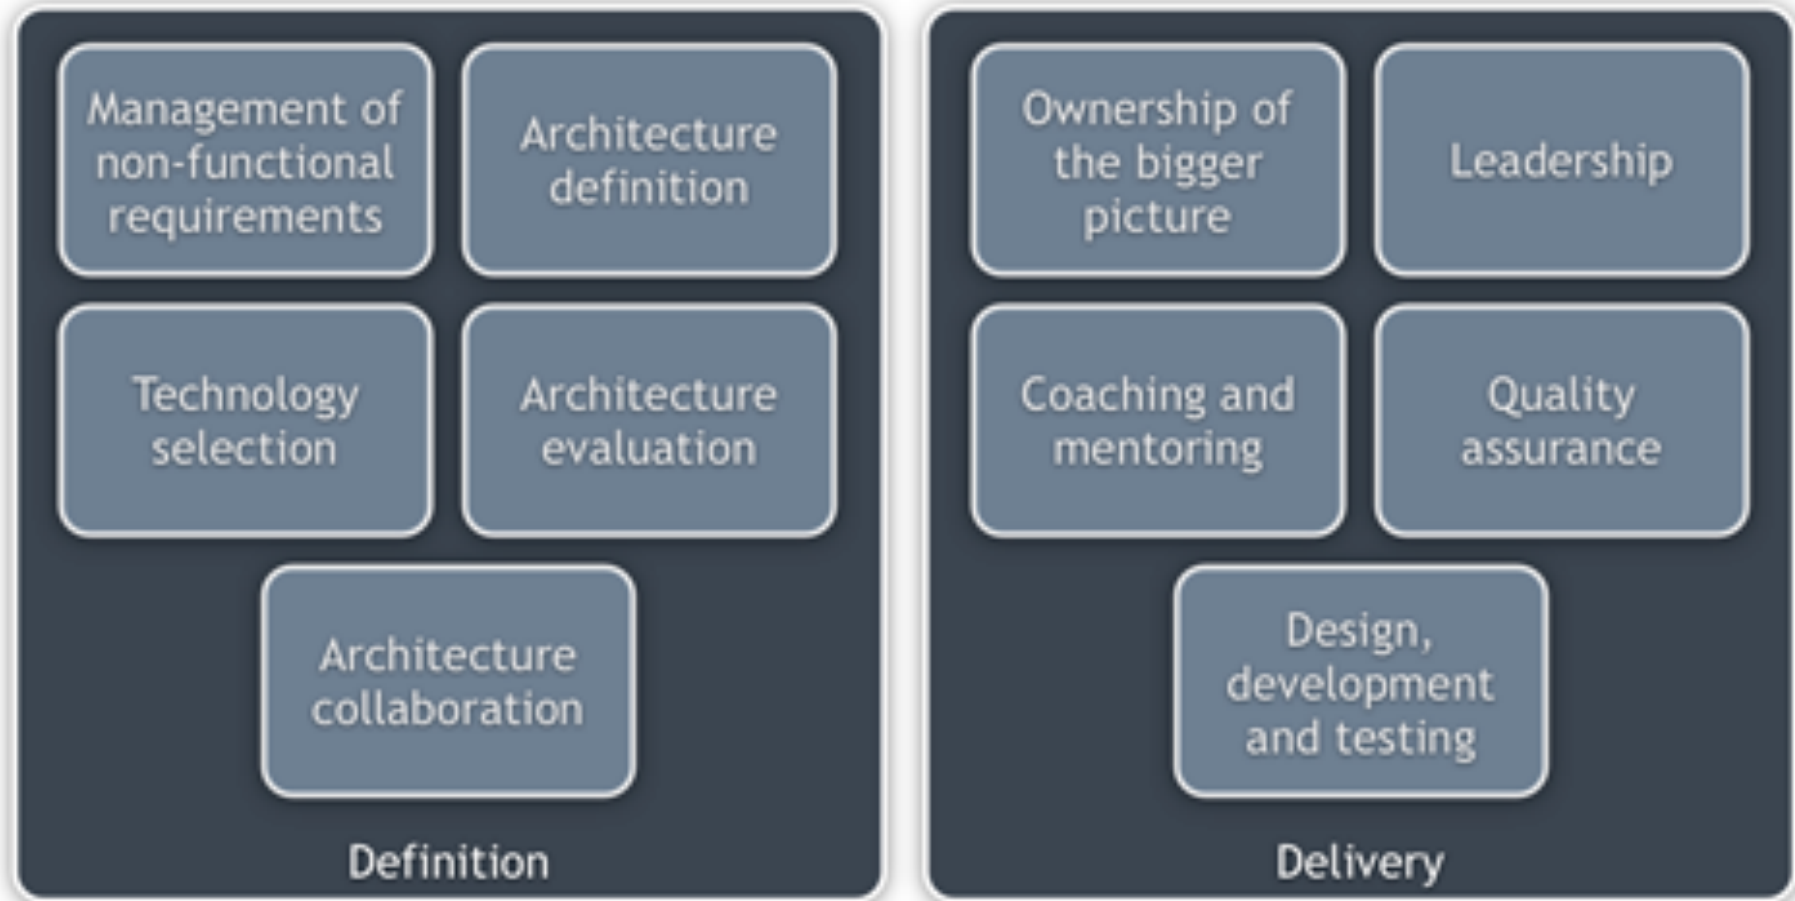 Management of
non-functional
requirements
Architecture
definition
Technology
selection
Architecture
evaluation
Architecture
collaboration
Definition
Ownership of
the bigger
picture
Leadership
Coaching and
mentoring
Quality
assurance
Design,
development
and testing
Delivery